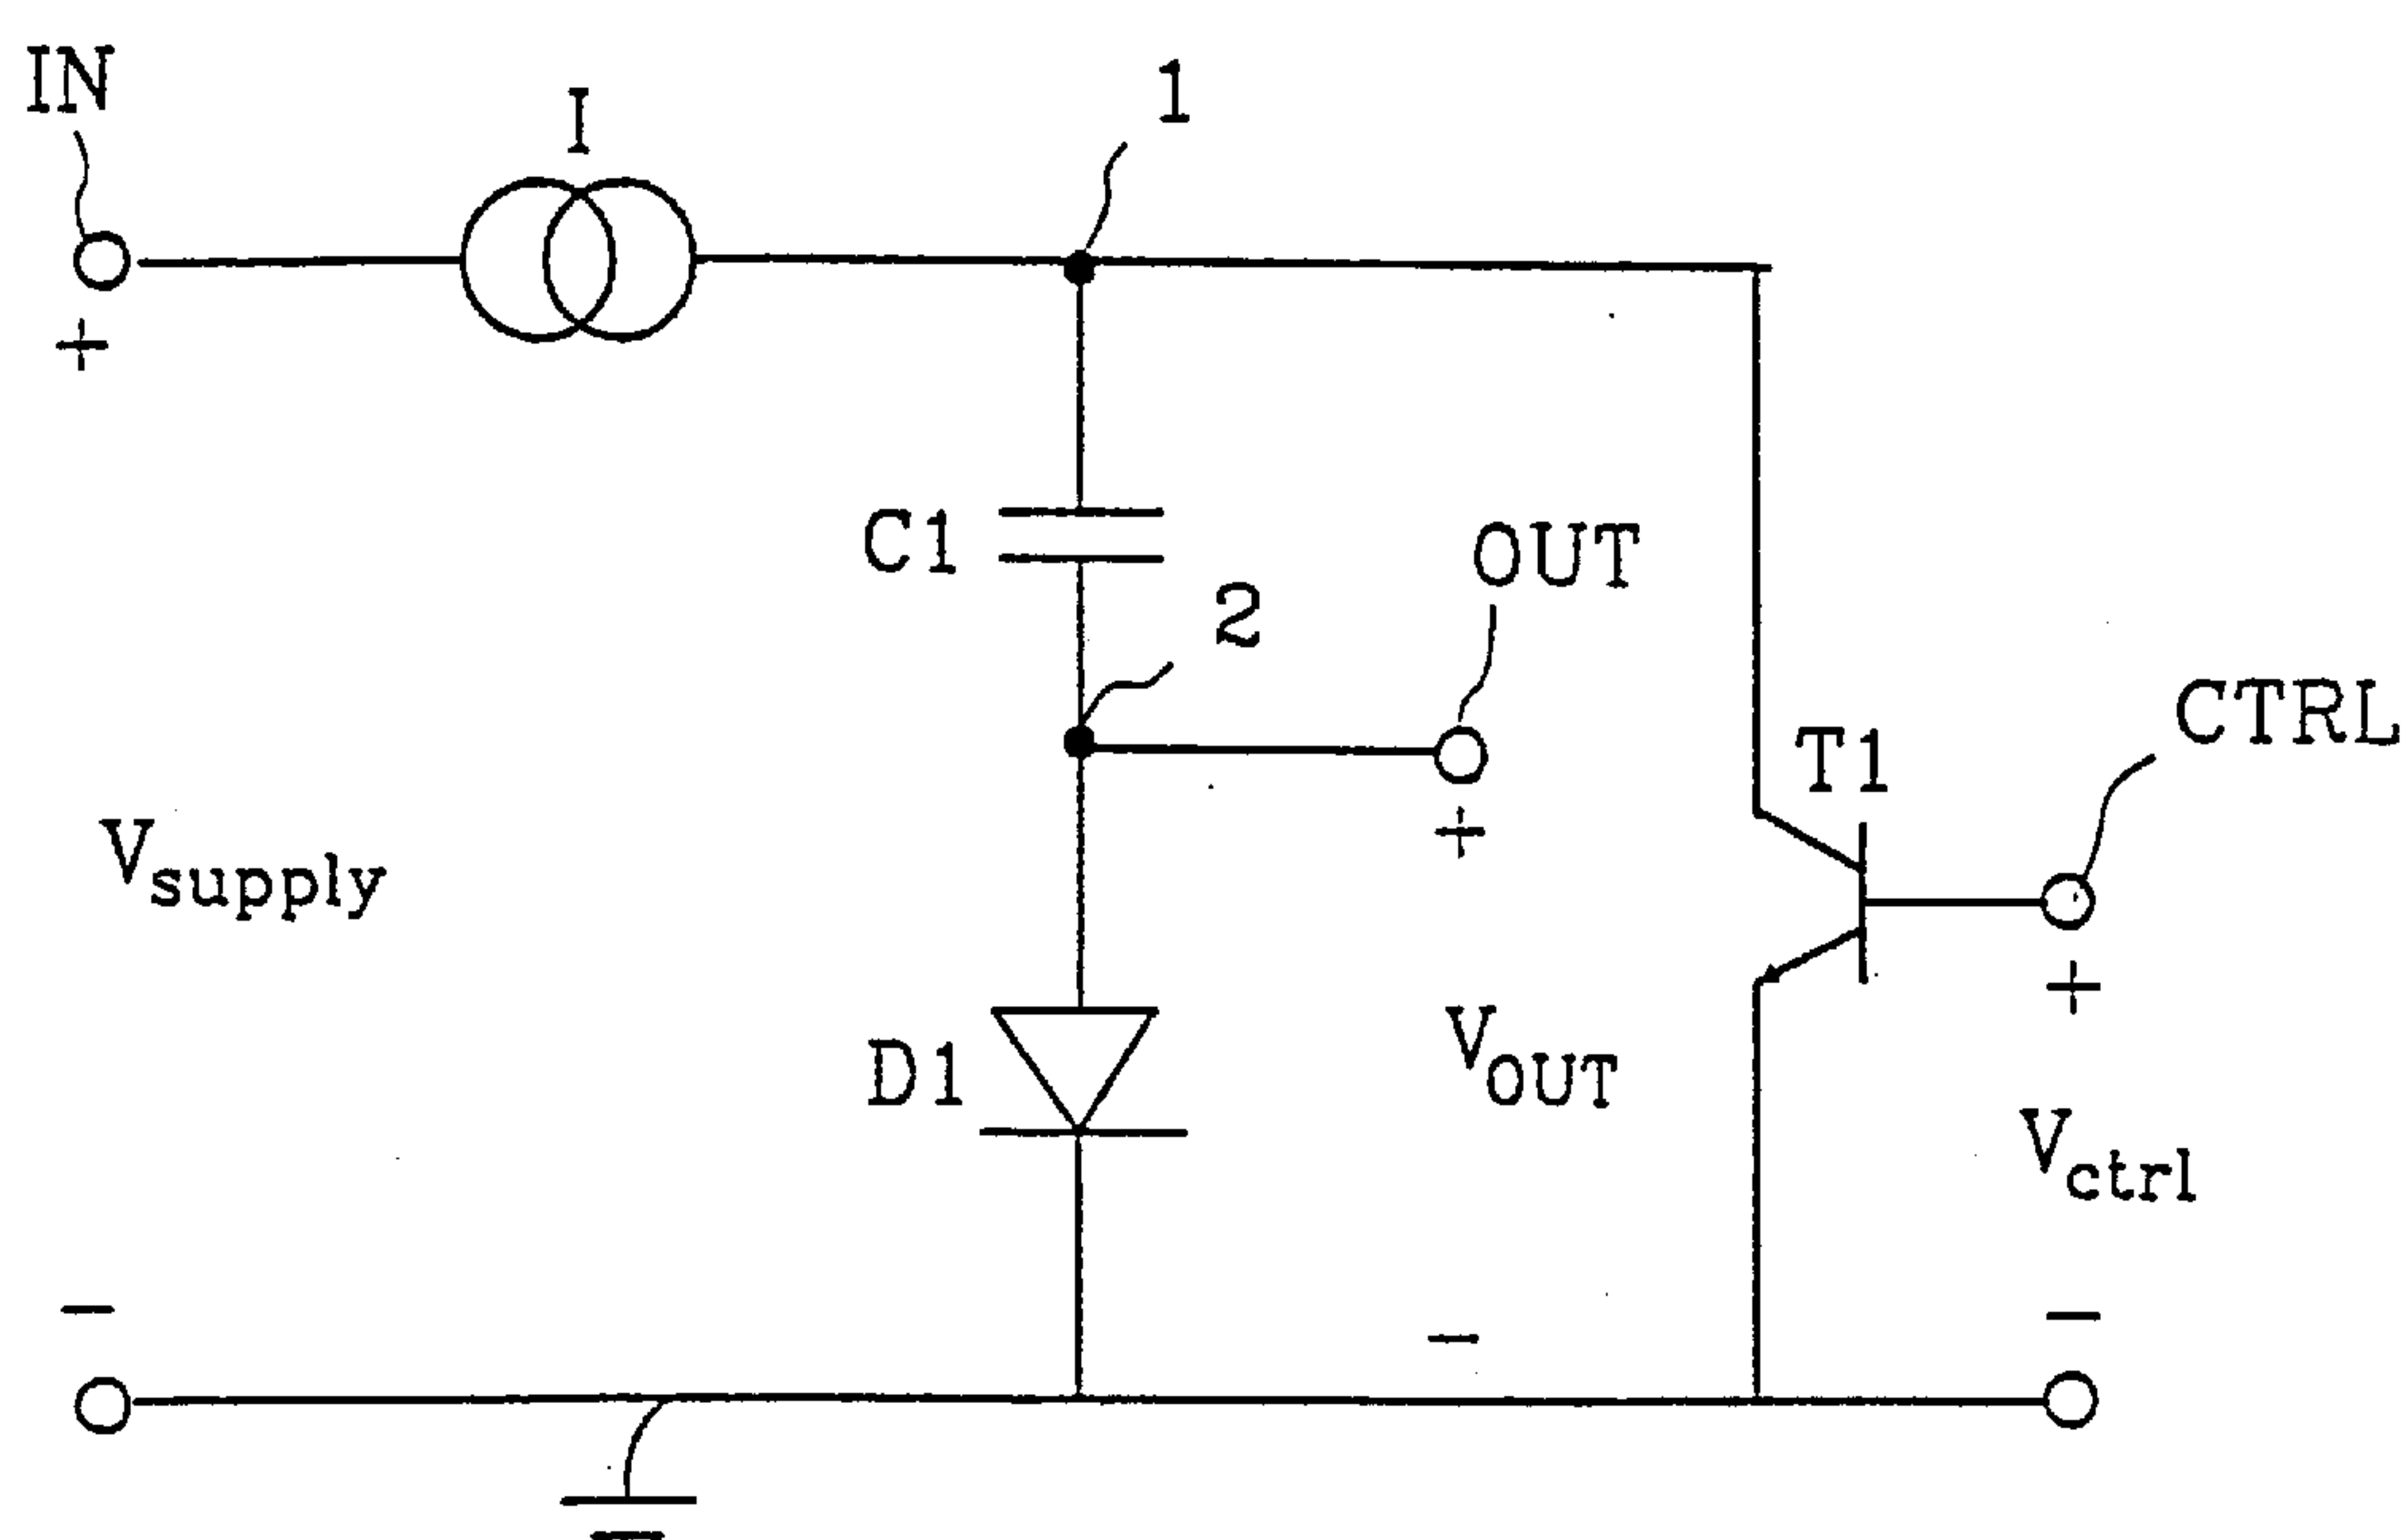 IN
I
1
+
C1
OUT
2
CTRL
T1
+
Vsupply
+
D1
VOUT
Vctrl
−
−
−